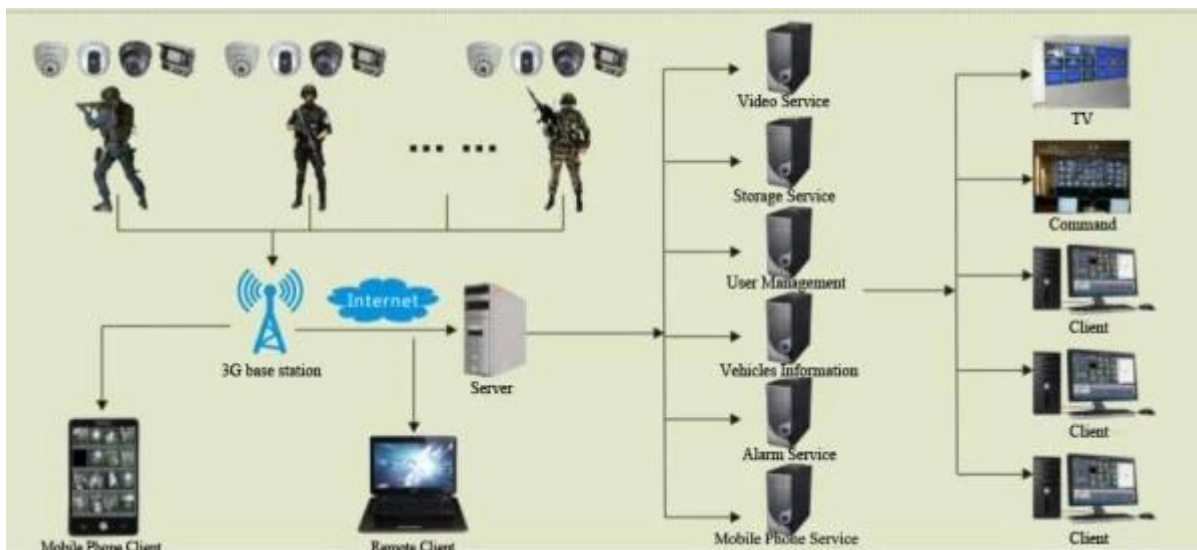 Video Service
TV
Storage Service
Command
User Management
Internet
Client
3G base station
Server
Vehicles Information
Client
Alarm Service
Mobile Phone Client
Remote Client
Mobile Phone Service
Client